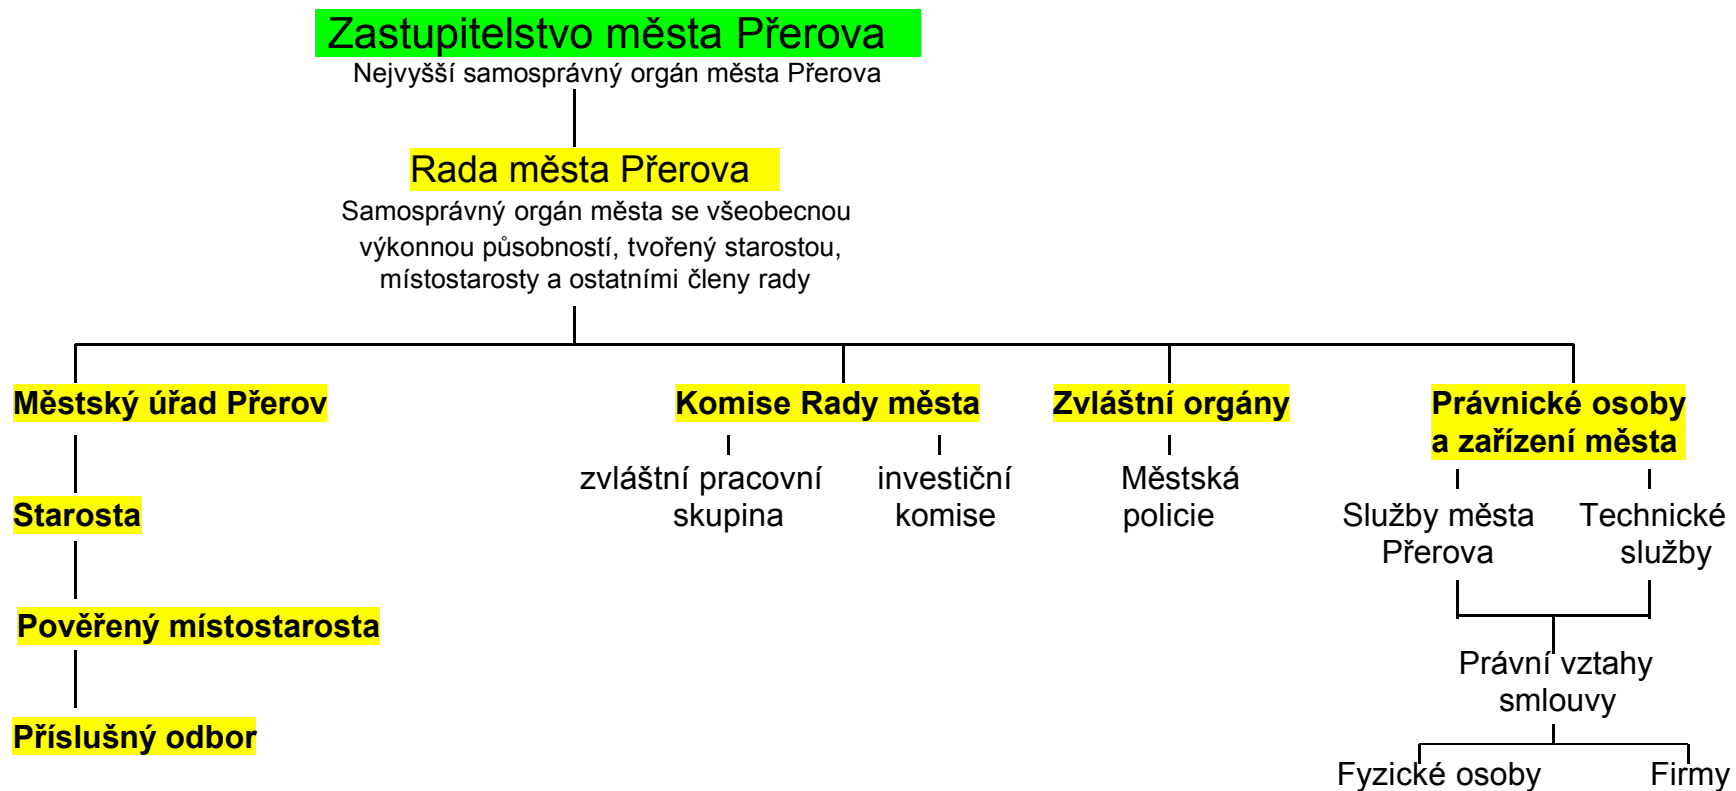 Zastupitelstvo města Přerova
Nejvyšší samosprávný orgán města Přerova
Rada města Přerova
Samosprávný orgán města se všeobecnou
výkonnou působností, tvořený starostou,
místostarosty a ostatními členy rady
Městský úřad Přerov
Starosta
Pověřený místostarosta
Příslušný odbor
Komise Rady města
zvláštní pracovní
skupina
investiční
komise
Zvláštní orgány
Městská
policie
Právnické osoby
a zařízení města
Služby města
Přerova
Technické
služby
Právní vztahy
smlouvy
Fyzické osoby
Firmy